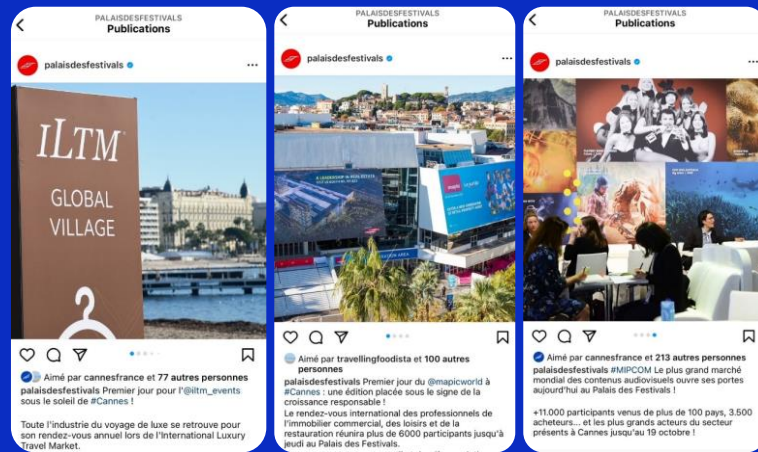 PALAISDESFESTIVALS
Publications
palaisdesfestivals
ILTM
GLOBAL
VILLAGE
Aimé par cannesfrance et 77 autres personnes
palaisdesfestivals Premier jour pour l'@iltm_events
sous le soleil de #Cannes !
Toute l'industrie du voyage de luxe se retrouve pour
son rendez-vous annuel lors de l'International Luxury
Travel Market.
PALAISDESFESTIVALS
Publications
palaisdesfestivals
mapic
Aimé par travellingfoodista et 100 autres
personnes
palaisdesfestivals Premier jour du @mapicworld à
#Cannes : une édition placée sous le signe de la
croissance responsable !
Le rendez-vous international des professionnels de
l'immobilier commercial, des loisirs et de la
restauration réunira plus de 6000 participants jusqu'à
jeudi au Palais des Festivals.
PALAISDESFESTIVALS
Publications
palaisdesfestivals
Aimé par cannesfrance et 213 autres personnes
palaisdesfestivals #MIPCOM Le plus grand marché
mondial des contenus audiovisuels ouvre ses portes
aujourd'hui au Palais des Festivals !
+11.000 participants venus de plus de 100 pays, 3.500
acheteurs... et les plus grands acteurs du secteur
présents à Cannes jusqu'au 19 octobre !